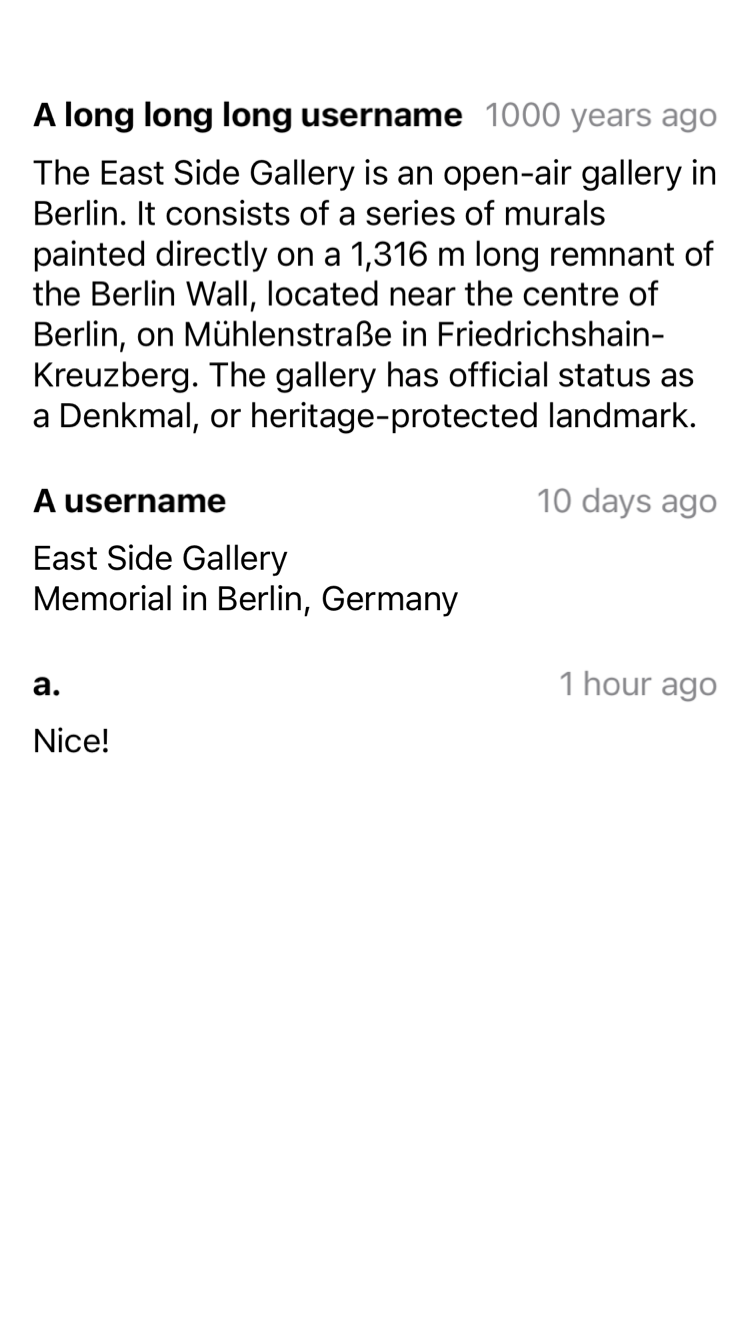 A long long long username 1000 years ago
The East Side Gallery is an open-air gallery in
Berlin. It consists of a series of murals
painted directly on a 1,316 m long remnant of
the Berlin Wall, located near the centre of
Berlin, on Mühlenstraße in Friedrichshain-
Kreuzberg. The gallery has official status as
a Denkmal, or heritage-protected landmark.
A username 10 days ago
East Side Gallery
Memorial in Berlin, Germany
a. 1 hour ago
Nice!